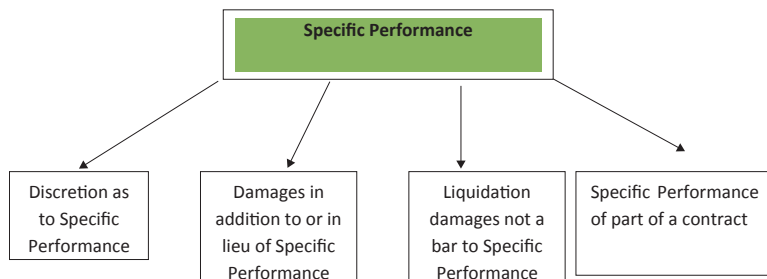 Specific Performance
Discretion as
to Specific
Performance
Damages in
addition to or in
lieu of Specific
Performance
Liquidation
damages not a
bar to Specific
Performance
Specific Performance
of part of a contract